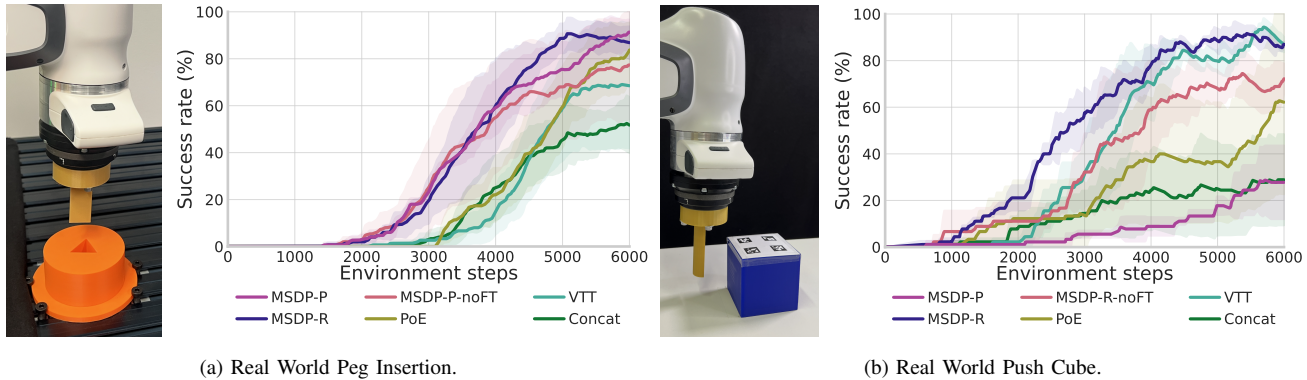 Success rate (%)
100
80
60
40
20
0
0 1000 2000 3000 4000 5000 6000
Environment steps
MSDP-P MSDP-P-noFT VTT
MSDP-R PoE Concat
(a) Real World Peg Insertion.
Success rate (%)
100
80
60
40
20
0
0 1000 2000 3000 4000 5000 6000
Environment steps
MSDP-P MSDP-R-noFT VTT
MSDP-R PoE Concat
(b) Real World Push Cube.